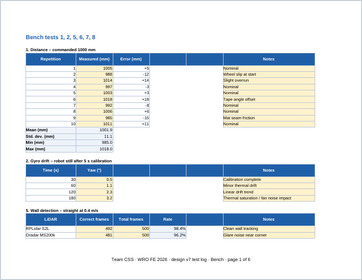 Bench tests 1, 2, 5, 6, 7, 8
1. Distance – commanded 1000 mm
Repetition Measured (mm) Error (mm) Notes
1 1005 +5 Nominal
2 988 -12 Wheel slip at start
3 1014 +14 Slight overrun
4 997 -3 Nominal
5 1003 +3 Nominal
6 1018 +18 Tape angle offset
7 992 -8 Nominal
8 1006 +6 Nominal
9 985 -15 Mat seam friction
10 1011 +11 Nominal
Mean (mm) 1001.9
Std. dev. (mm) 11.1
Min (mm) 985.0
Max (mm) 1018.0
2. Gyro drift – robot still after 5 s calibration
Time (s) Yaw (°) Notes
30 0.5 Calibration complete
60 1.1 Minor thermal drift
120 2.3 Linear drift trend
180 3.2 Thermal saturation / fan noise impact
5. Wall detection – straight at 0.4 m/s
LiDAR Correct frames Total frames Rate Notes
RPLidar S2L 492 500 98.4% Clean wall tracking
Oradar MS200k 481 500 96.2% Glass noise near corner
Team CSS · WRO FE 2026 · design v7 test log · Bench · page 1 of 6